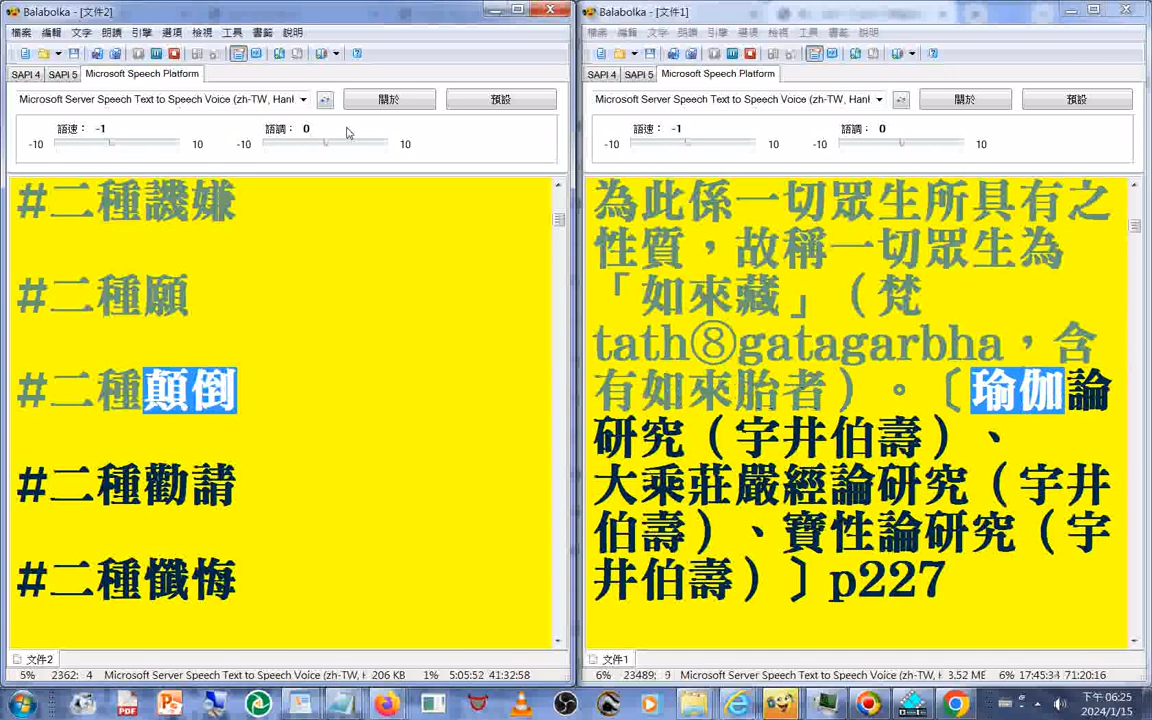 Balabolka - [文件2]
檔案 編輯 文字 朗讀 引擎 選項 檢視 工具 書籤 說明
SAPI 4 SAPI 5 Microsoft Speech Platform
Microsoft Server Speech Text to Speech Voice (zh-TW, Hanl
關於
預設
語速： -1
語調： 0
-10 10 -10 10
#二種譏嫌
#二種願
#二種顛倒
#二種勸請
#二種懺悔
文件2
5% 2362: 4 Microsoft Server Speech Text to Speech Voice (zh-TW, H 206 KB 1% 5:05:52 41:32:58
Balabolka - [文件1]
檔案 編輯 文字 朗讀 引擎 選項 檢視 工具 書籤 說明
SAPI 4 SAPI 5 Microsoft Speech Platform
Microsoft Server Speech Text to Speech Voice (zh-TW, Hanl
關於
預設
語速： -1
語調： 0
-10 10 -10 10
為此係一切眾生所具有之
性質，故稱一切眾生為
「如來藏」（梵
tath⑧gatagarbha，含
有如來胎者）。〔瑜伽論
研究（宇井伯壽）、
大乘莊嚴經論研究（宇井
伯壽）、寶性論研究（宇
井伯壽）〕p227
文件1
6% 23489: 9 Microsoft Server Speech Text to Speech Voice (zh-TW, H 3.52 MB 6% 17:45:34 71:20:16
下午 06:25
2024/1/15